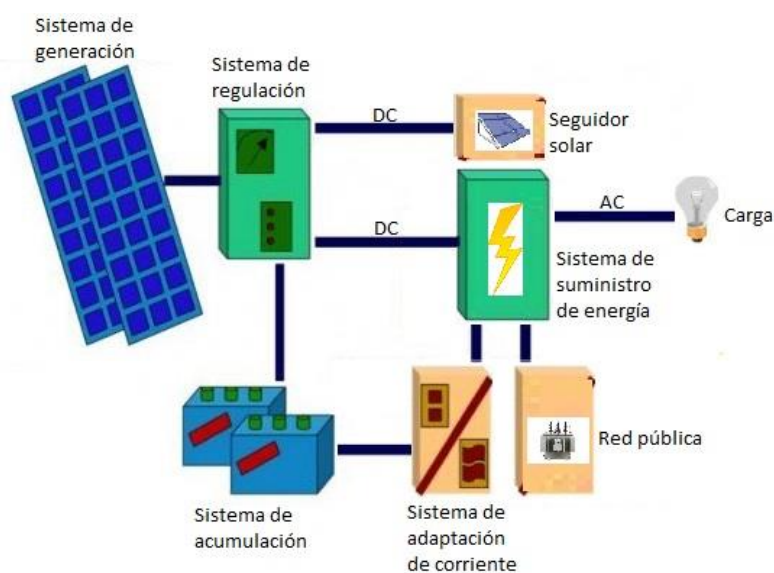 Sistema de
generación
Sistema de
regulación
DC
Seguidor
solar
DC
AC
Carga
Sistema de
suministro
de energía
Red pública
Sistema de
acumulación
Sistema de
adaptación
de corriente